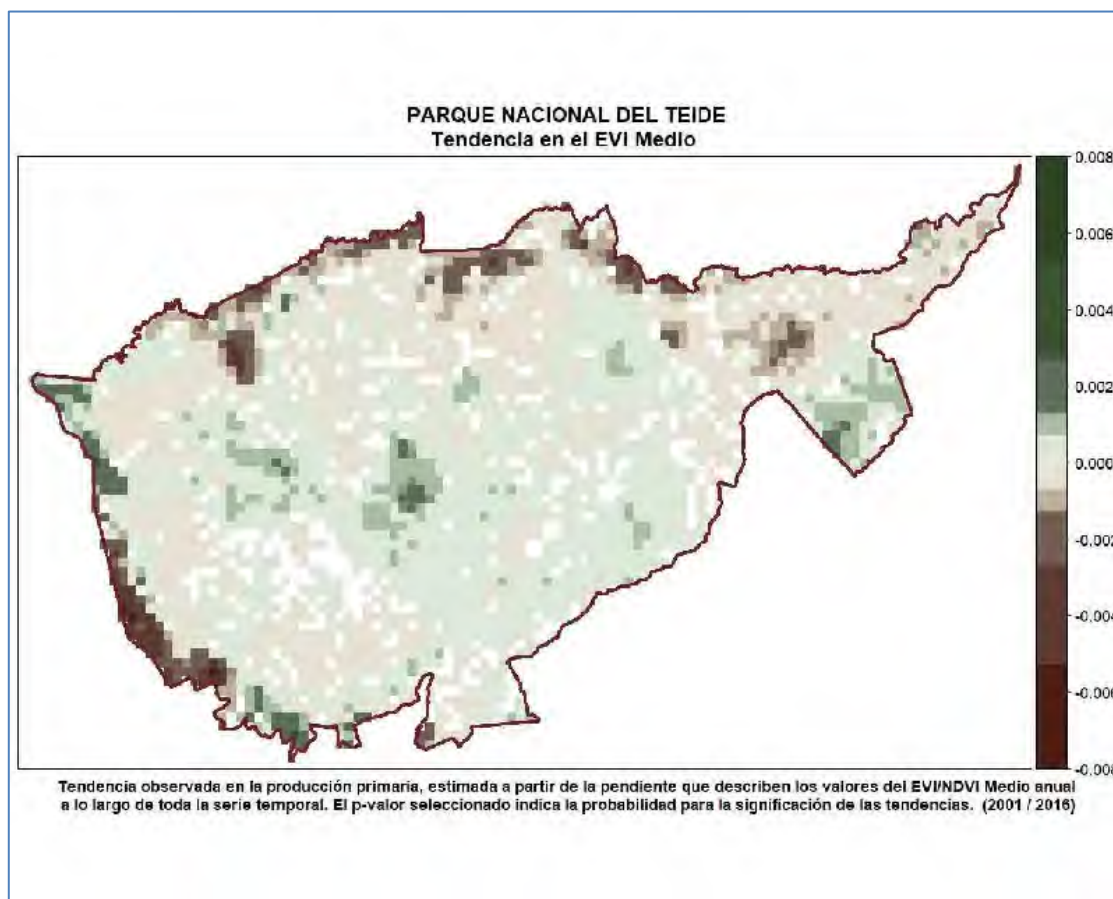 PARQUE NACIONAL DEL TEIDE
Tendencia en el EVI Medio
0.008
0.006
0.004
0.002
0.000
-0.002
-0.004
-0.006
-0.008
Tendencia observada en la producción primaria, estimada a partir de la pendiente que describen los valores del EVI/NDVI Medio anual
a lo largo de toda la serie temporal. El p-valor seleccionado indica la probabilidad para la significación de las tendencias. (2001 / 2016)